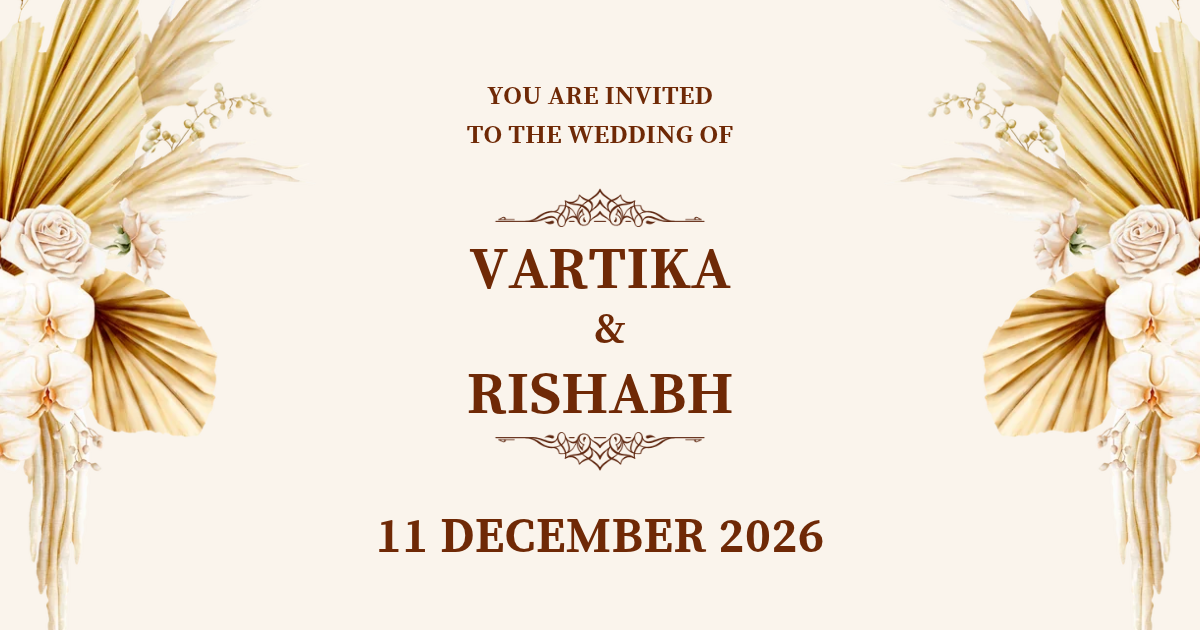 YOU ARE INVITED
TO THE WEDDING OF
VARTIKA
&
RISHABH
11 DECEMBER 2026